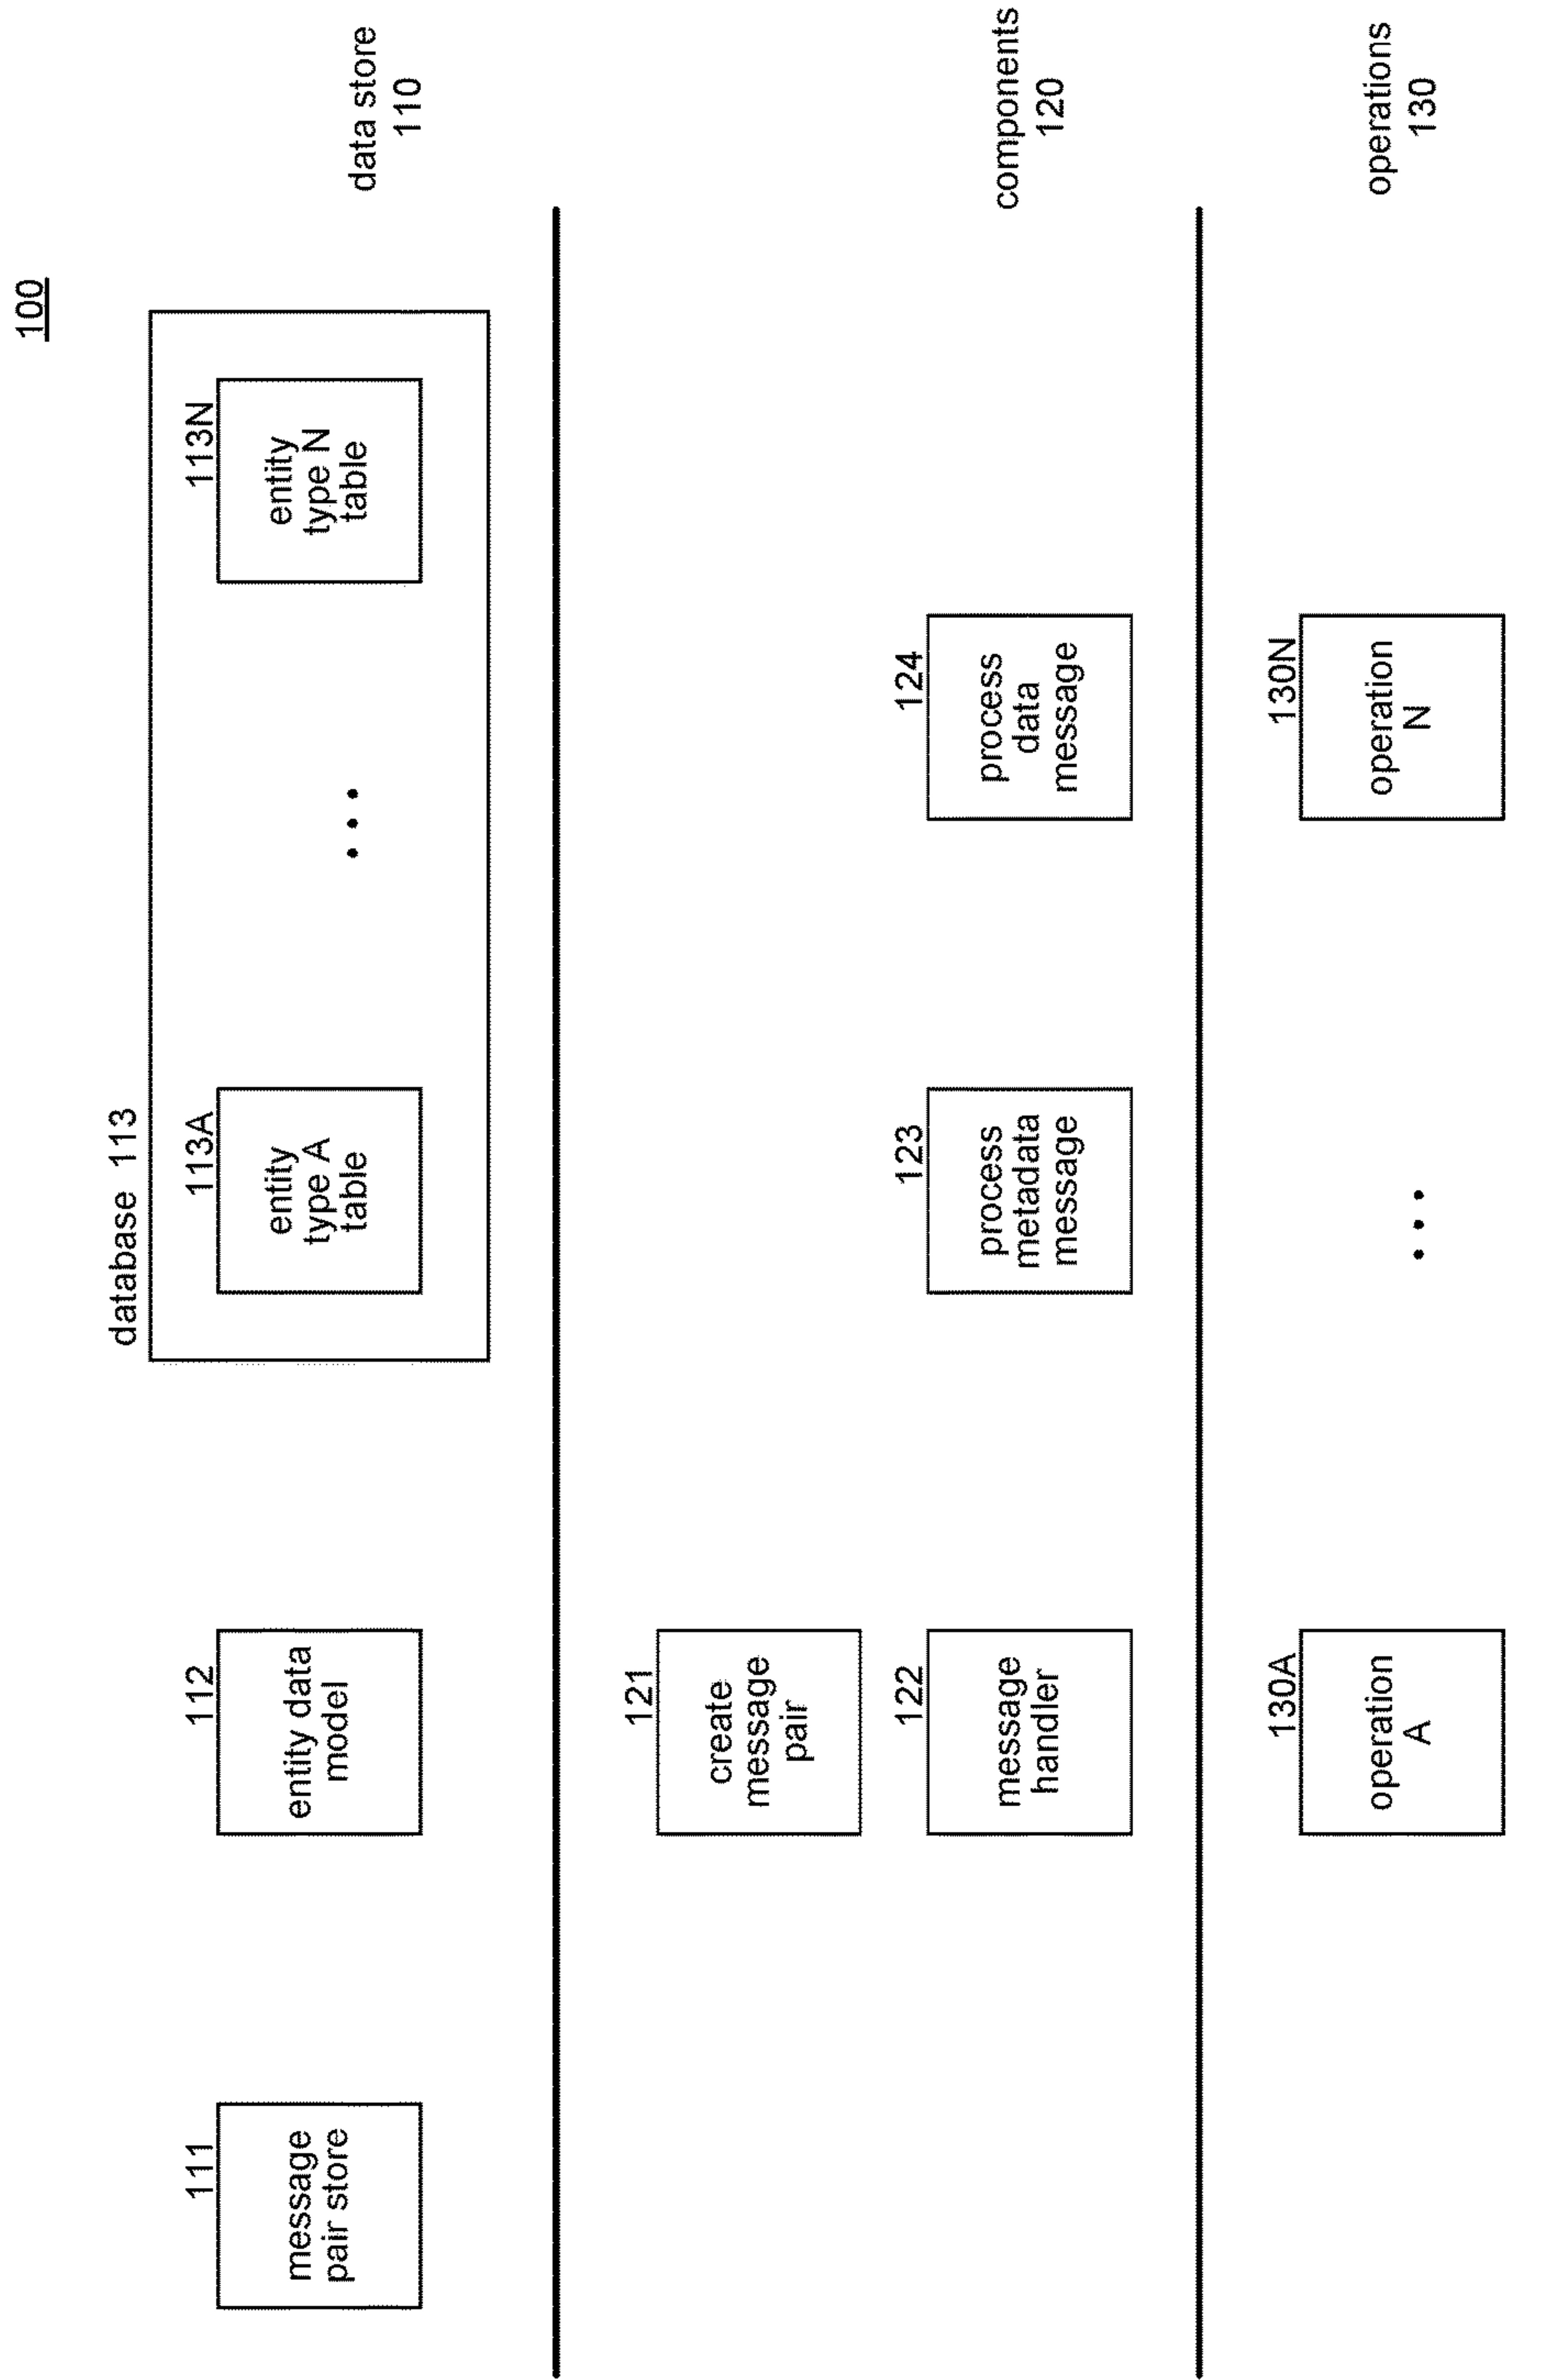 100
database 113
111
message
pair store
112
entity data
model
113A
entity
type A
table
• • •
113N
entity
type N
table
data store
110
121
create
message
pair
122
message
handler
123
process
metadata
message
124
process
data
message
components
120
130A
operation
A
• • •
130N
operation
N
operations
130